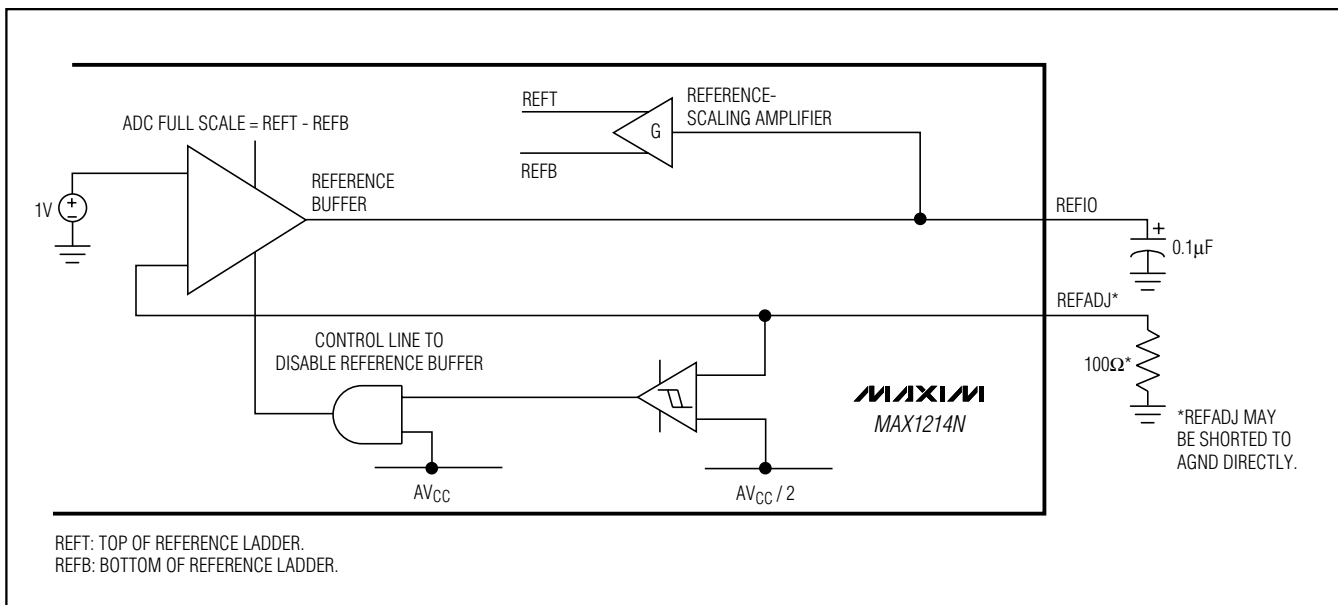 ADC FULL SCALE = REFT - REFB
REFT
REFERENCE-
SCALING AMPLIFIER
G
REFB
1V
REFERENCE
BUFFER
REFIO
0.1µF
REFADJ*
CONTROL LINE TO
DISABLE REFERENCE BUFFER
100Ω*
MAXIM
MAX1214N
*REFADJ MAY
BE SHORTED TO
AGND DIRECTLY.
AVCC
AVCC / 2
REFT: TOP OF REFERENCE LADDER.
REFB: BOTTOM OF REFERENCE LADDER.